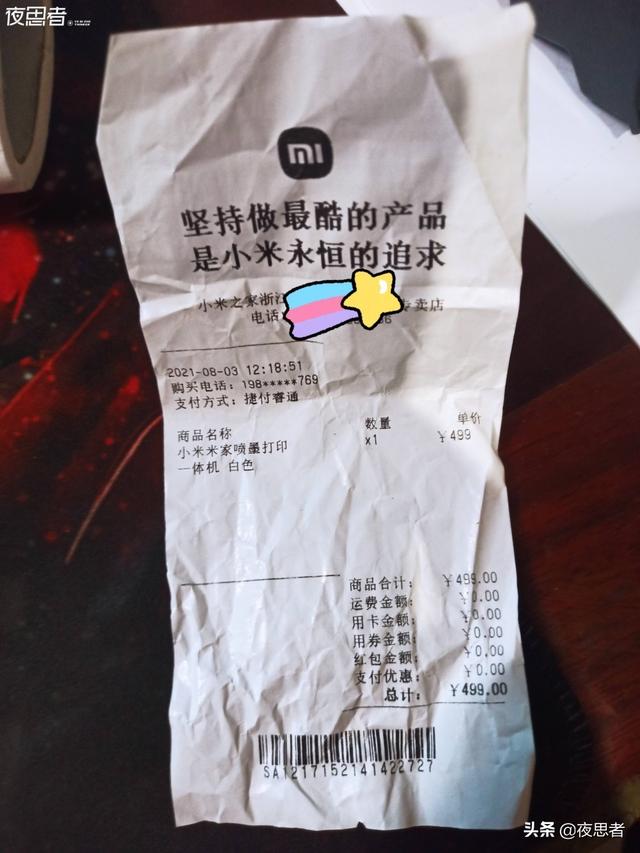 夜思者
mi
坚持做最酷的产品
是小米永恒的追求
小米之家浙江 专卖店
电话
2021-08-03 12:18:51
购买电话: 198*****769
支付方式: 捷付睿通
商品名称 数量 单价
小米米家喷墨打印 x1 ¥499
一体机 白色
商品合计: ¥499.00
运费金额: ¥0.00
用卡金额: ¥0.00
用券金额: ¥0.00
红包金额: ¥0.00
支付优惠: ¥0.00
总计: ¥499.00
SA1217152141422727
头条 @夜思者